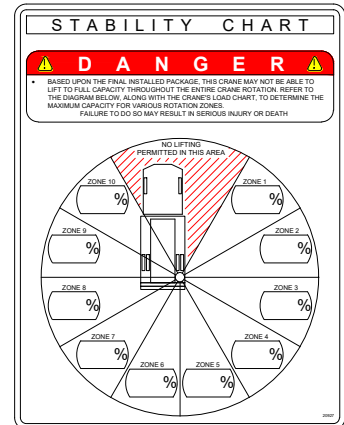 STABILITY CHART
DANGER
• BASED UPON THE FINAL INSTALLED PACKAGE, THIS CRANE MAY NOT BE ABLE TO
LIFT TO FULL CAPACITY THROUGHOUT THE ENTIRE CRANE ROTATION. REFER TO
THE DIAGRAM BELOW, ALONG WITH THE CRANE'S LOAD CHART, TO DETERMINE THE
MAXIMUM CAPACITY FOR VARIOUS ROTATION ZONES.
FAILURE TO DO SO MAY RESULT IN SERIOUS INJURY OR DEATH
NO LIFTING
PERMITTED IN THIS AREA
ZONE 10
%
ZONE 1
%
ZONE 9
%
ZONE 2
%
ZONE 8
%
ZONE 3
%
ZONE 7
%
ZONE 4
%
ZONE 6
%
ZONE 5
%